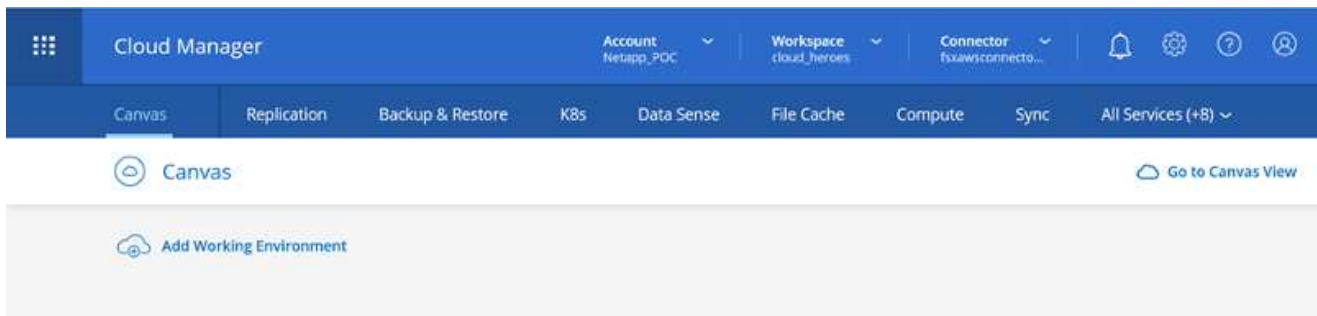 Cloud Manager
Account
Netapp_POC
Workspace
cloud_heroes
Connector
fsxawsconnecto...
Canvas Replication Backup & Restore K8s Data Sense File Cache Compute Sync All Services (+8)
Canvas
Go to Canvas View
Add Working Environment